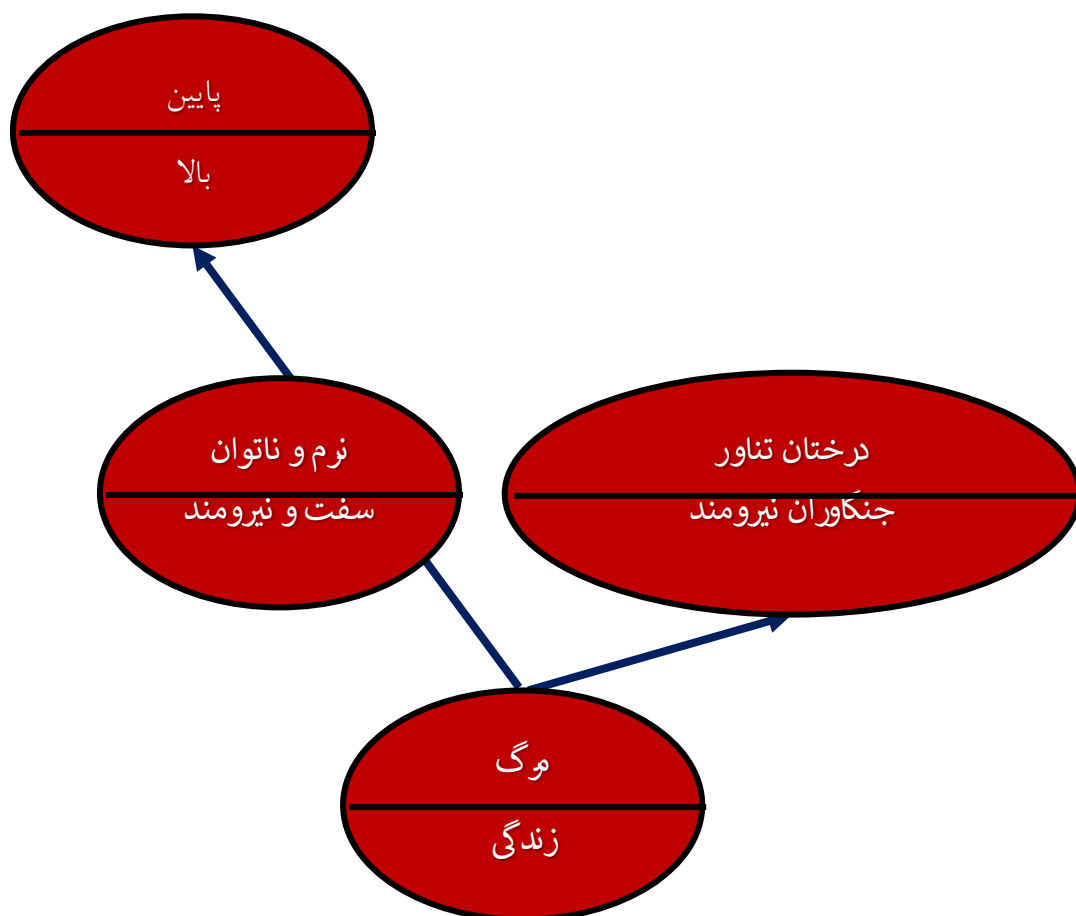 پایین
بالا
نرم و ناتوان
سفت و نیرومند
درختان تناور
جنگاوران نیرومند
مرگ
زندگی